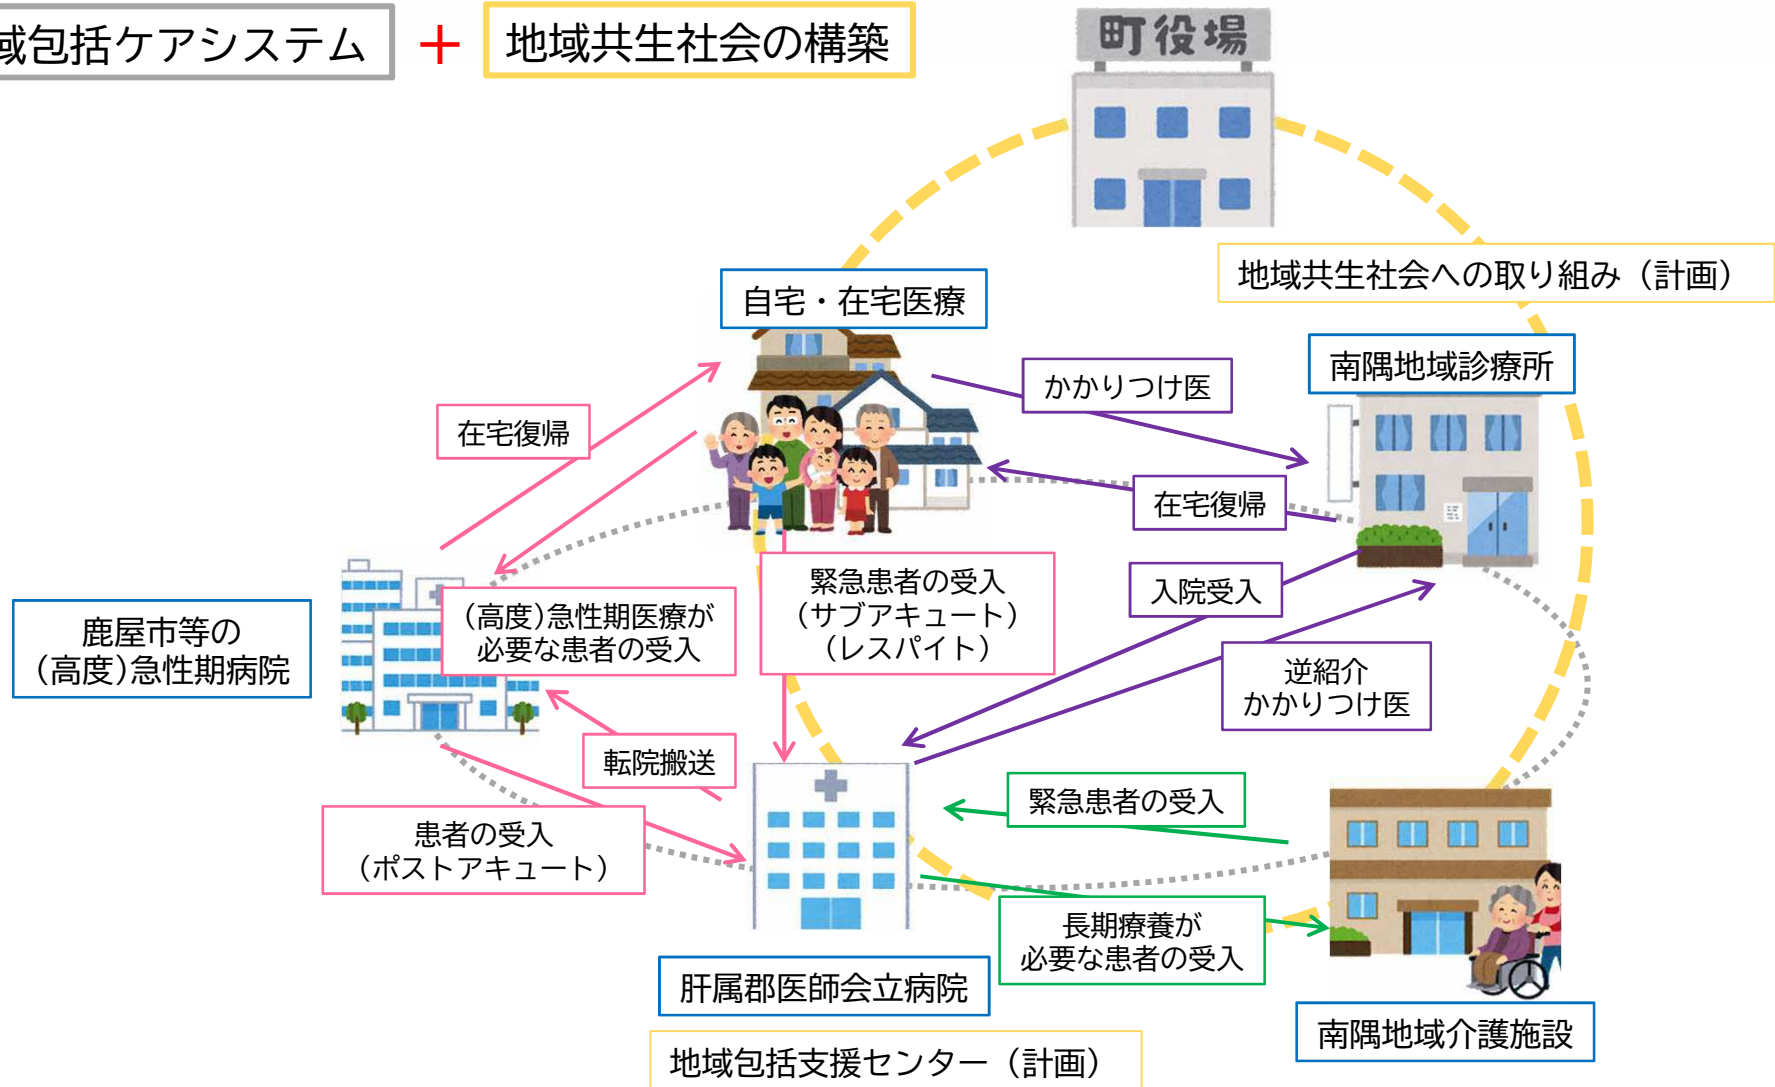 域包括ケアシステム
＋
地域共生社会の構築
町役場
地域共生社会への取り組み（計画）
自宅・在宅医療
南隅地域診療所
かかりつけ医
在宅復帰
在宅復帰
緊急患者の受入
（サブアキュート）
（レスパイト）
入院受入
（高度）急性期医療が
必要な患者の受入
鹿屋市等の
（高度）急性期病院
逆紹介
かかりつけ医
転院搬送
緊急患者の受入
患者の受入
（ポストアキュート）
長期療養が
必要な患者の受入
肝属郡医師会立病院
南隅地域介護施設
地域包括支援センター（計画）